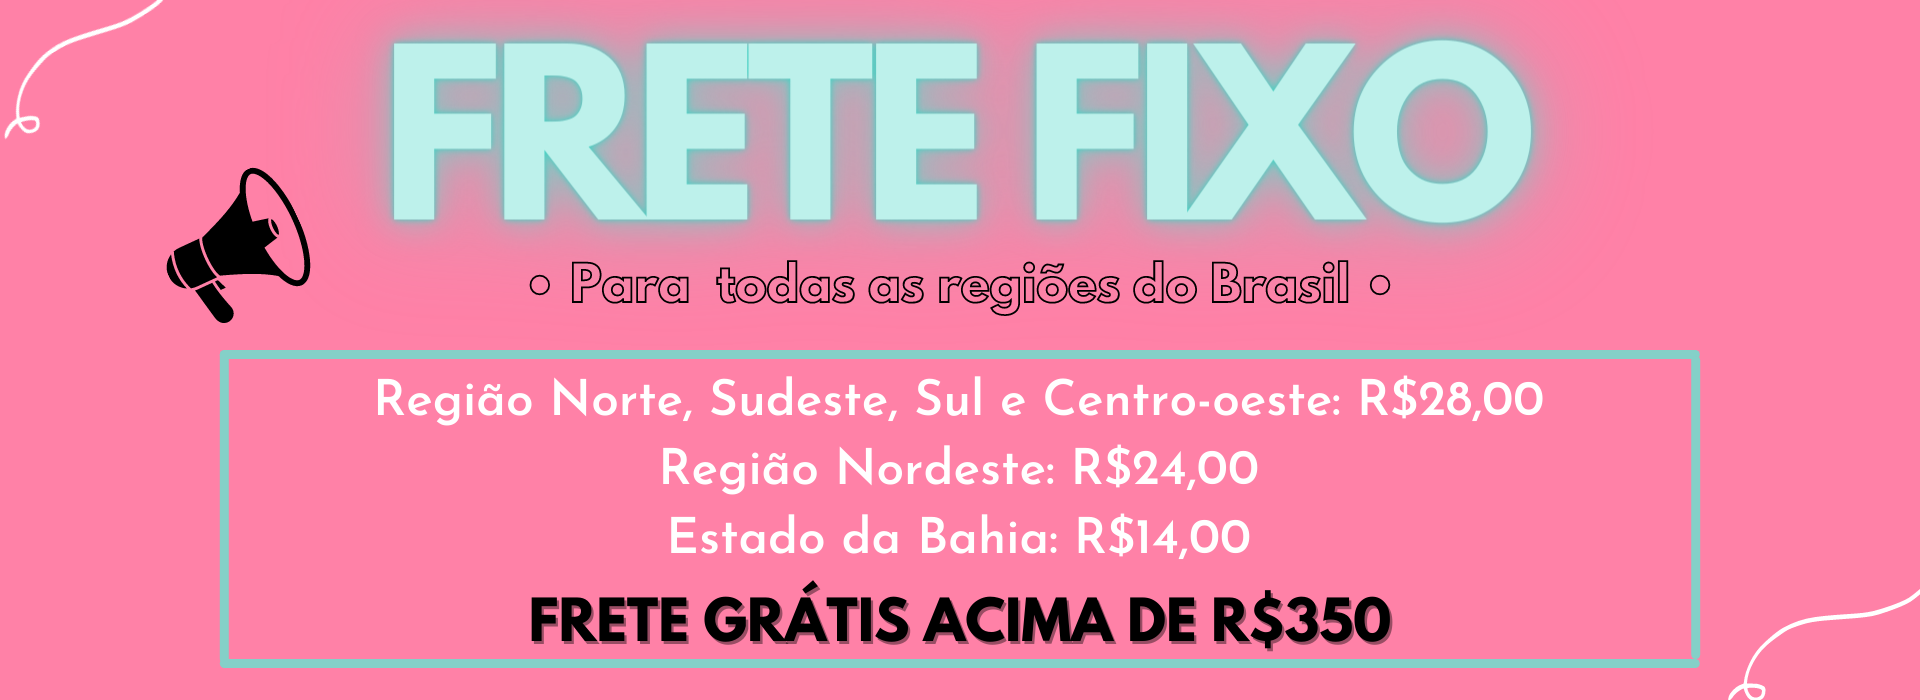 FRETE FIXO
• Para todas as regiões do Brasil •
Região Norte, Sudeste, Sul e Centro-oeste: R$28,00
Região Nordeste: R$24,00
Estado da Bahia: R$14,00
FRETE GRÁTIS ACIMA DE R$350